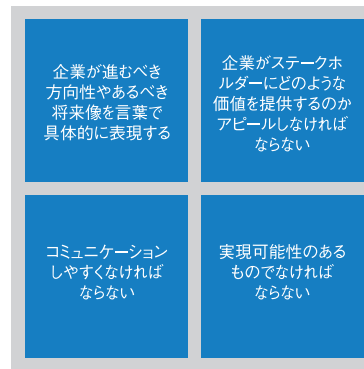 企業が進むべき
方向性やあるべき
将来像を言葉で
具体的に表現する
企業がステークホ
ルダーにどのような
価値を提供するのか
アピールしなければ
ならない
コミュニケーション
しやすくなければ
ならない
実現可能性のある
ものでなければ
ならない